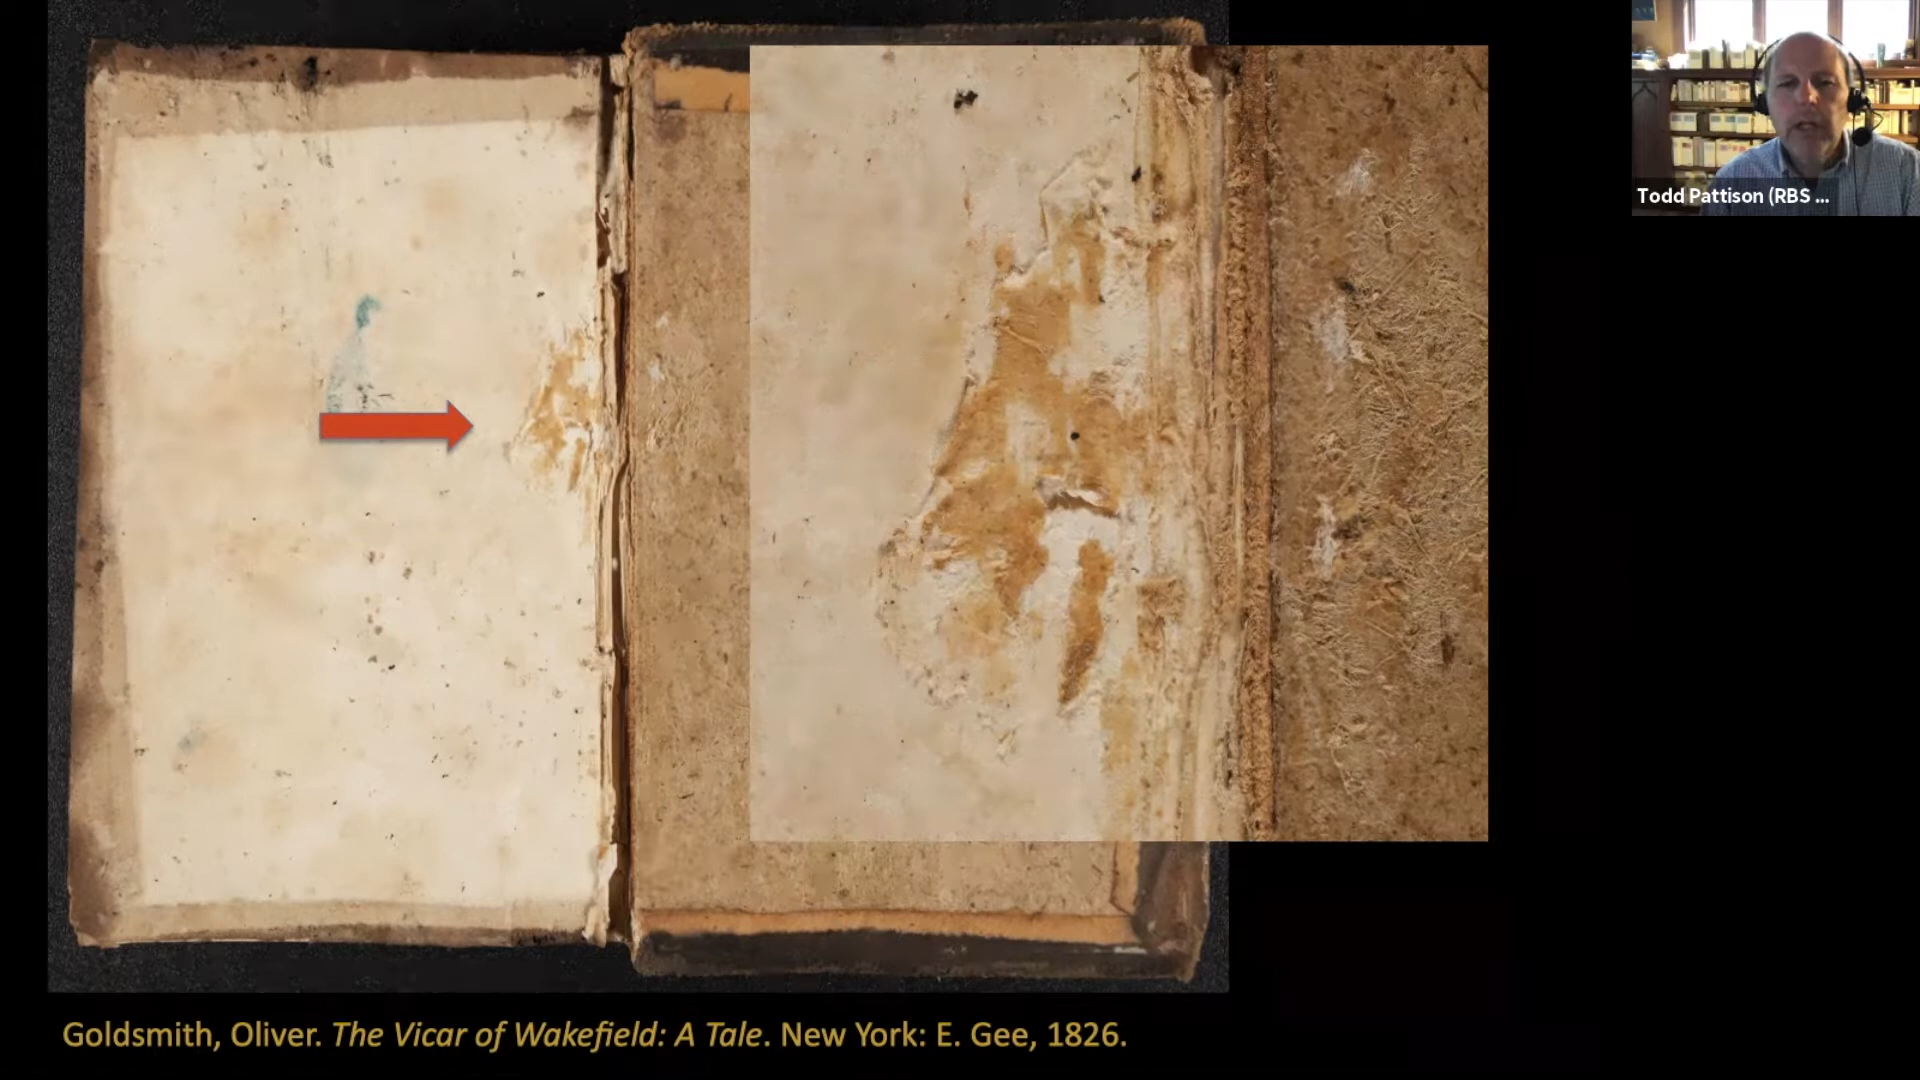 Todd Pattison (RBS ...
Goldsmith, Oliver. The Vicar of Wakefield: A Tale. New York: E. Gee, 1826.